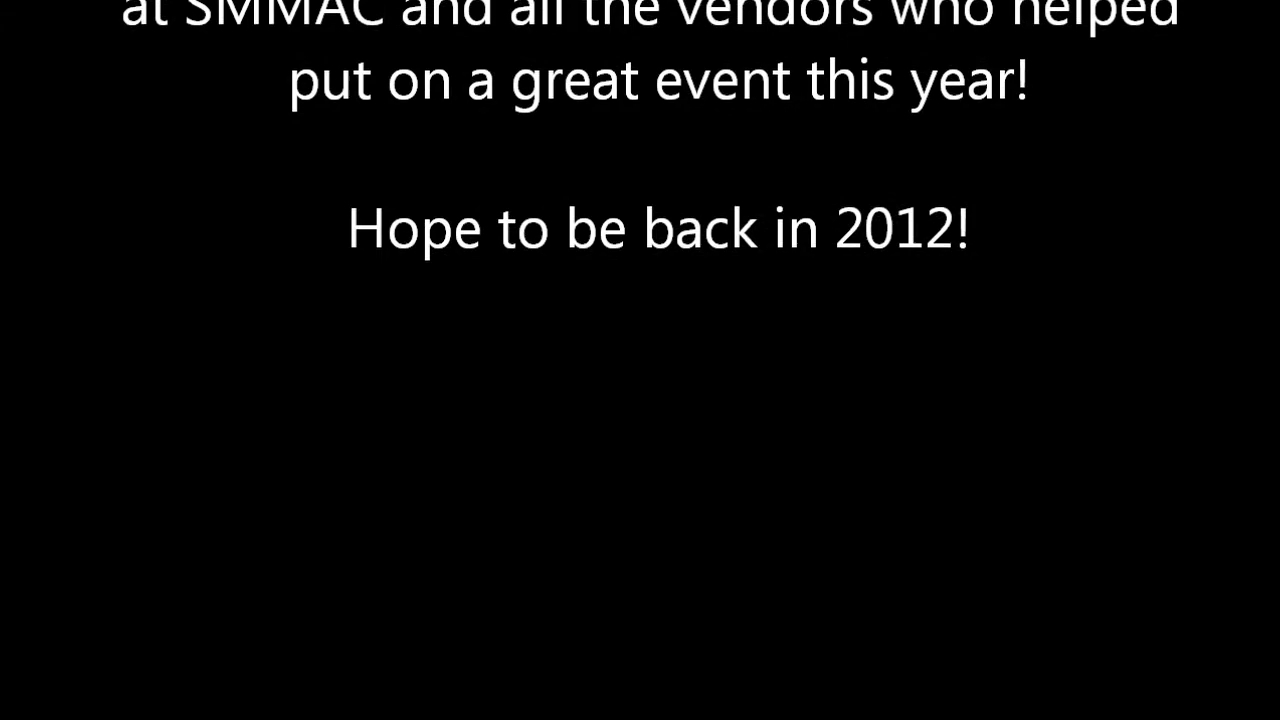 at SMMAC and all the vendors who helped
put on a great event this year!
Hope to be back in 2012!